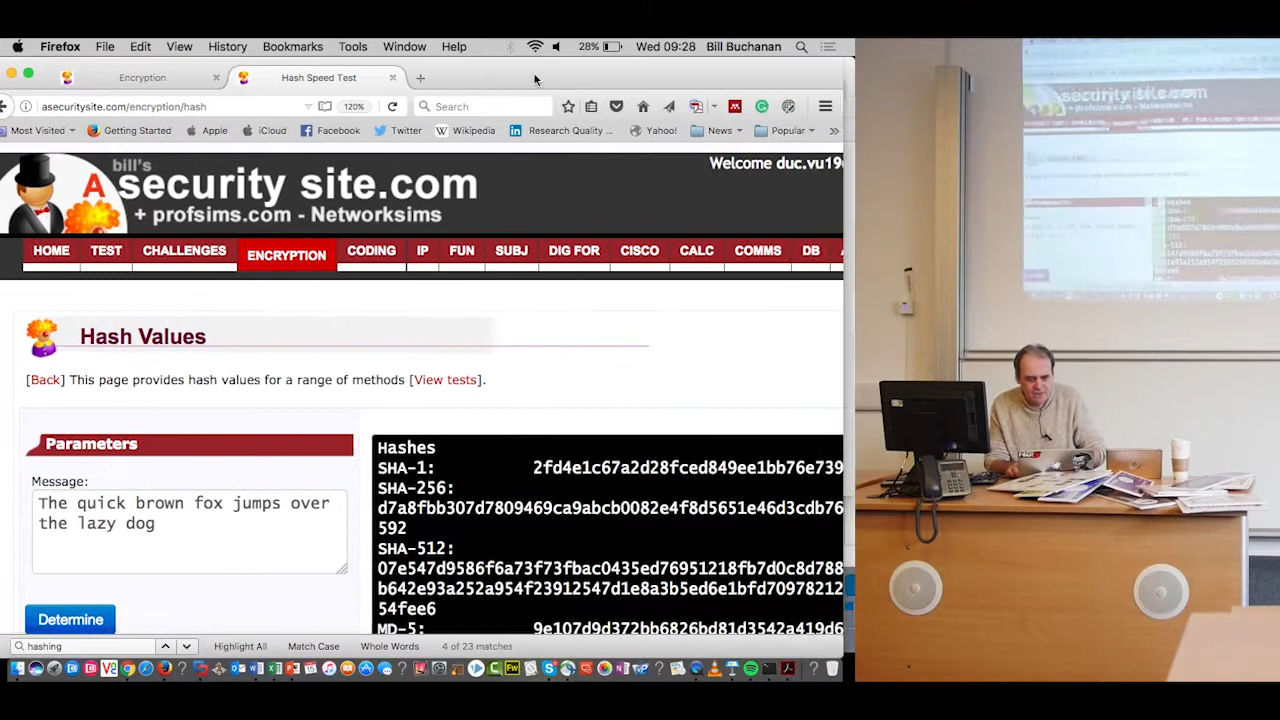 Firefox File Edit View History Bookmarks Tools Window Help 28% Wed 09:28 Bill Buchanan
Encryption Hash Speed Test
asecuritysite.com/encryption/hash 120% Search
Most Visited Getting Started Apple iCloud Facebook Twitter Wikipedia Research Quality ... Yahoo! News Popular
bill's
A security site.com
+ profsims.com - Networksims
Welcome duc.vu19
HOME TEST CHALLENGES ENCRYPTION CODING IP FUN SUBJ DIG FOR CISCO CALC COMMS DB
Hash Values
[Back] This page provides hash values for a range of methods [View tests].
Parameters
Message:
The quick brown fox jumps over
the lazy dog
Determine
Hashes
SHA-1: 2fd4e1c67a2d28fced849ee1bb76e739
SHA-256:
d7a8fbb307d7809469ca9abcb0082e4f8d5651e46d3cdb76
592
SHA-512:
07e547d9586f6a73f73fbac0435ed76951218fb7d0c8d788
b642e93a252a954f23912547d1e8a3b5ed6e1bfd70978212
54fee6
MD-5: 9e107d9d372bb6826bd81d3542a419d6
hashing Highlight All Match Case Whole Words 4 of 23 matches
security site.com
Hashes